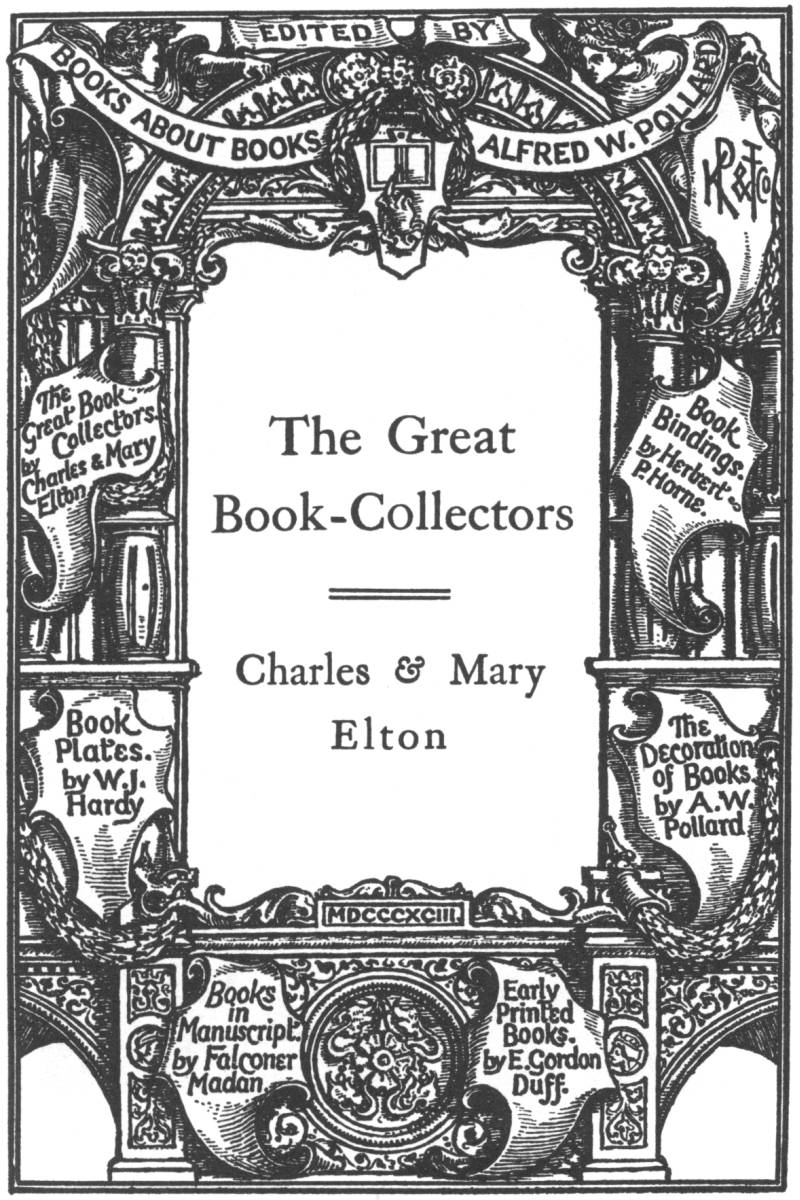 EDITED BY
BOOKS ABOUT BOOKS
ALFRED W. POLLARD
KP & TCo
The Great
Book-Collectors
Charles & Mary
Elton
The
Great Book
Collectors
by
Charles & Mary
Elton
Book
Bindings.
by Herbert
P. Horne.
Book
Plates.
by W.J.
Hardy
The
Decoration
of Books
by A.W.
Pollard
MDCCCXCIII.
Books
in
Manuscript
by Falconer
Madan
Early
Printed
Books.
by E. Gordon
Duff.